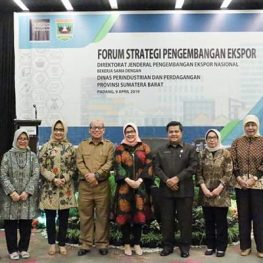 FORUM STRATEGI PENGEMBANGAN EKSPOR
DIREKTORAT JENDERAL PENGEMBANGAN EKSPOR NASIONAL
BEKERJA SAMA DENGAN
DINAS PERINDUSTRIAN DAN PERDAGANGAN
PROVINSI SUMATERA BARAT
PADANG, 9 APRIL 2019